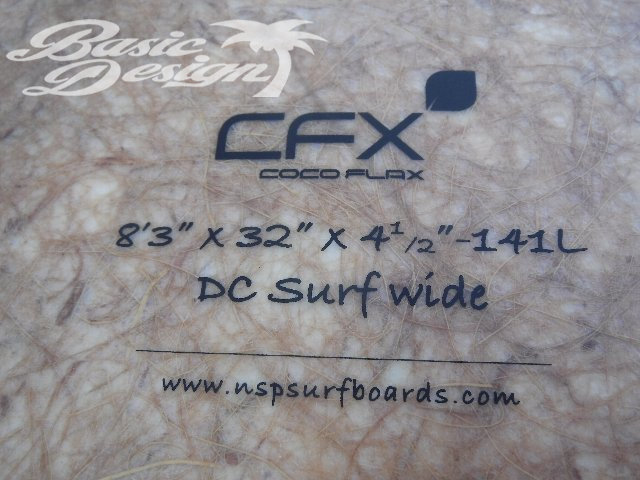 Basic
Design
CFX
COCO FLAX
8'3" X 32" X 4 1/2" - 141L
DC Surf wide
www.nspsurfboards.com